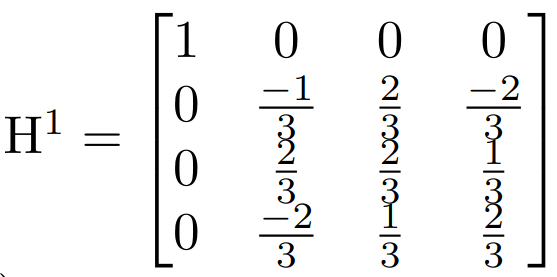 H¹ = [1 0 0 0
0 -1/3 2/3 -2/3
0 2/3 2/3 1/3
0 -2/3 1/3 2/3]